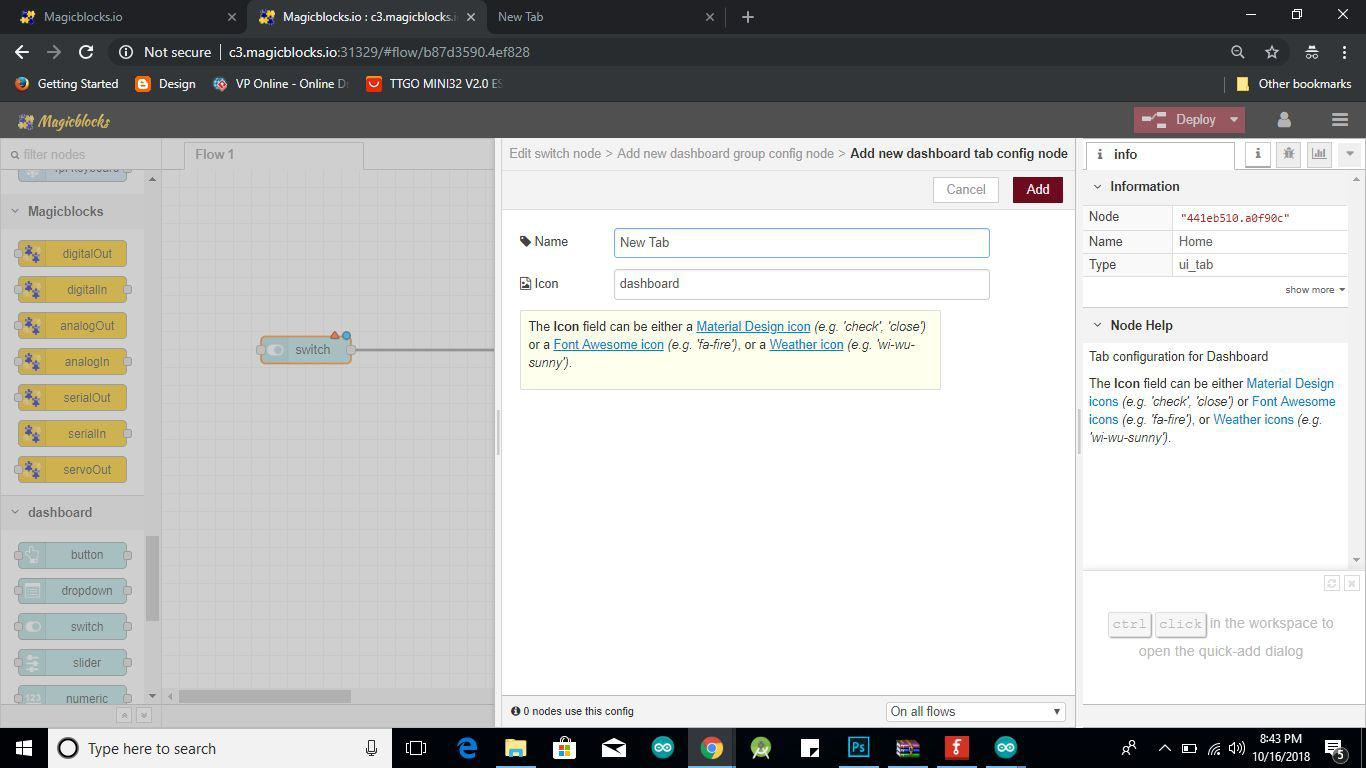 Magicblocks.io
Magicblocks.io : c3.magicblocks.i
New Tab
Not secure
c3.magicblocks.io:31329/#flow/b87d3590.4ef828
Getting Started
Design
VP Online - Online D
TTGO MINI32 V2.0 ES
Other bookmarks
Magicblocks
Deploy
filter nodes
Flow 1
Edit switch node > Add new dashboard group config node > Add new dashboard tab config node
info
Cancel
Add
Information
Node
"441eb510.a0f90c"
Name
Home
Type
ui_tab
show more
Magicblocks
digitalOut
digitalIn
analogOut
analogIn
serialOut
serialIn
servoOut
dashboard
button
dropdown
switch
slider
123 numeric
switch
Name
New Tab
Icon
dashboard
The Icon field can be either a Material Design icon (e.g. 'check', 'close')
or a Font Awesome icon (e.g. 'fa-fire'), or a Weather icon (e.g. 'wi-wu-
sunny').
Node Help
Tab configuration for Dashboard
The Icon field can be either Material Design
icons (e.g. 'check', 'close') or Font Awesome
icons (e.g. 'fa-fire'), or Weather icons (e.g.
'wi-wu-sunny').
ctrl click in the workspace to
open the quick-add dialog
0 nodes use this config
On all flows
Type here to search
Ps
8:43 PM
10/16/2018
5